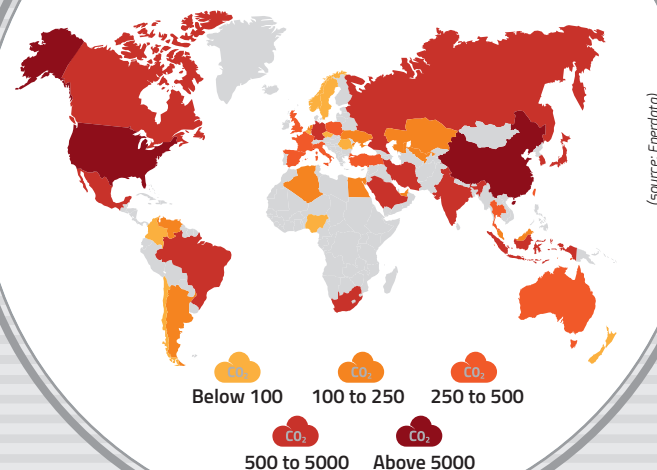 (source: Enerdata)
CO₂
CO₂
CO₂
Below 100
100 to 250
250 to 500
CO₂
CO₂
500 to 5000
Above 5000